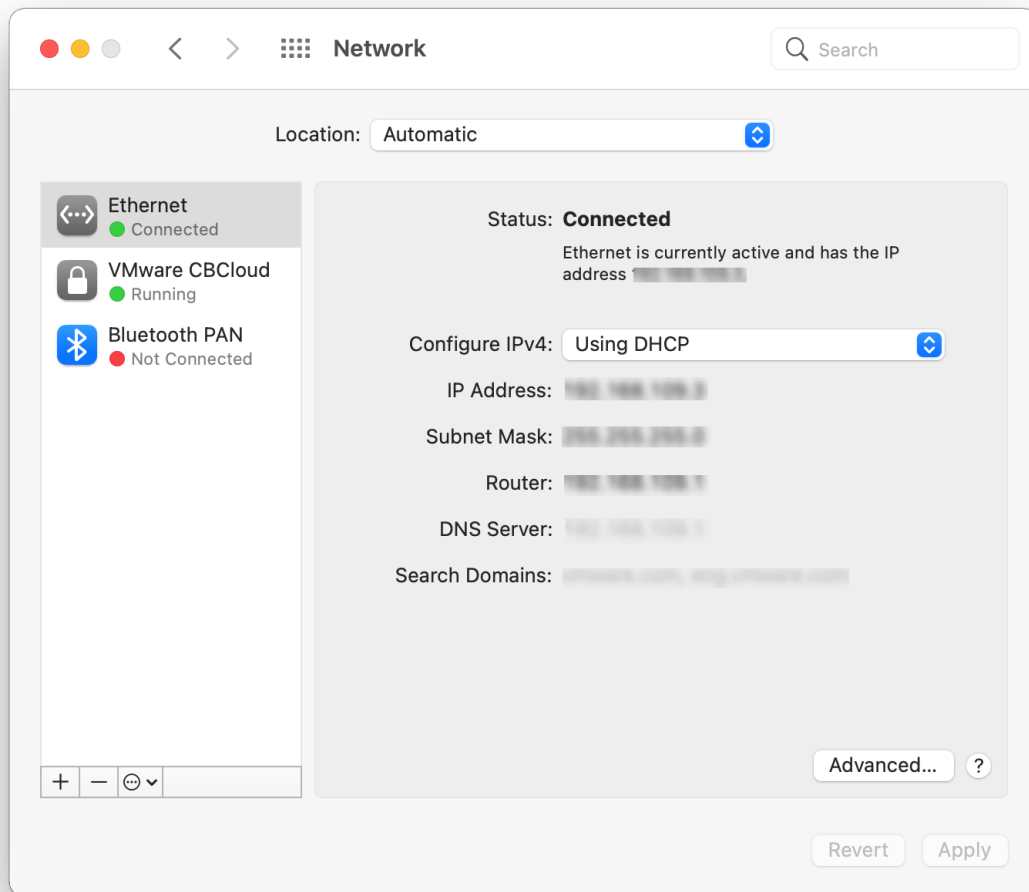 Network
Search
Location: Automatic
Ethernet
Connected
VMware CBCloud
Running
Bluetooth PAN
Not Connected
Status: Connected
Ethernet is currently active and has the IP
address
Configure IPv4: Using DHCP
IP Address:
Subnet Mask:
Router:
DNS Server:
Search Domains:
Advanced...
?
Revert
Apply